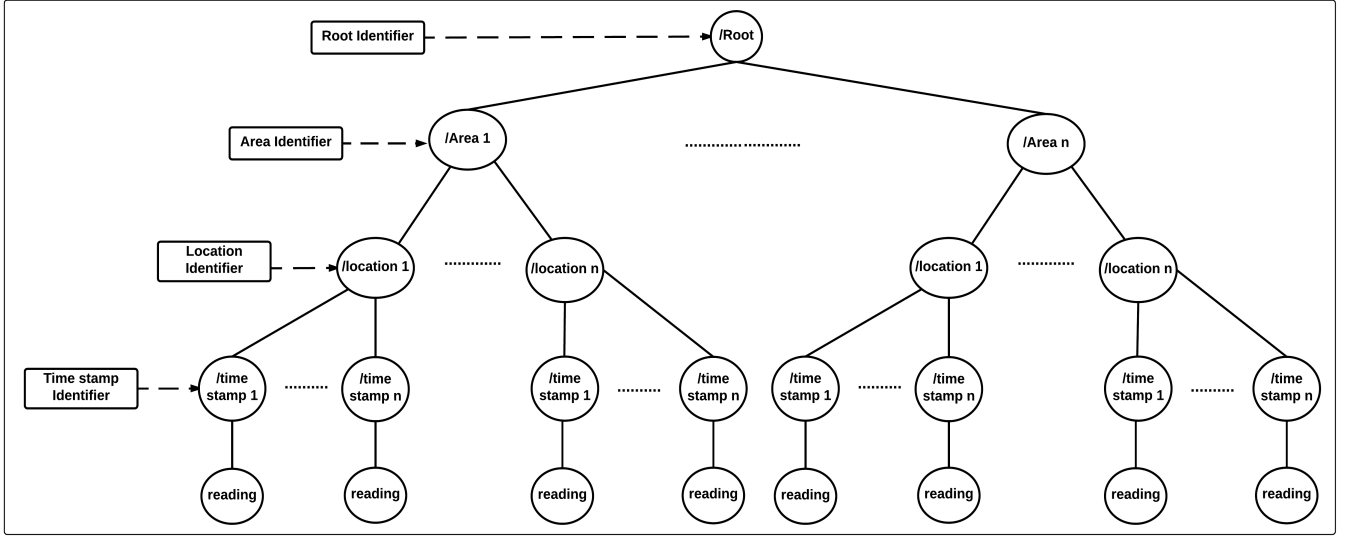 Root Identifier
/Root
Area Identifier
/Area 1
/Area n
Location
Identifier
/location 1
/location n
/location 1
/location n
Time stamp
Identifier
/time
stamp 1
/time
stamp n
/time
stamp 1
/time
stamp n
/time
stamp 1
/time
stamp n
/time
stamp 1
/time
stamp n
reading
reading
reading
reading
reading
reading
reading
reading